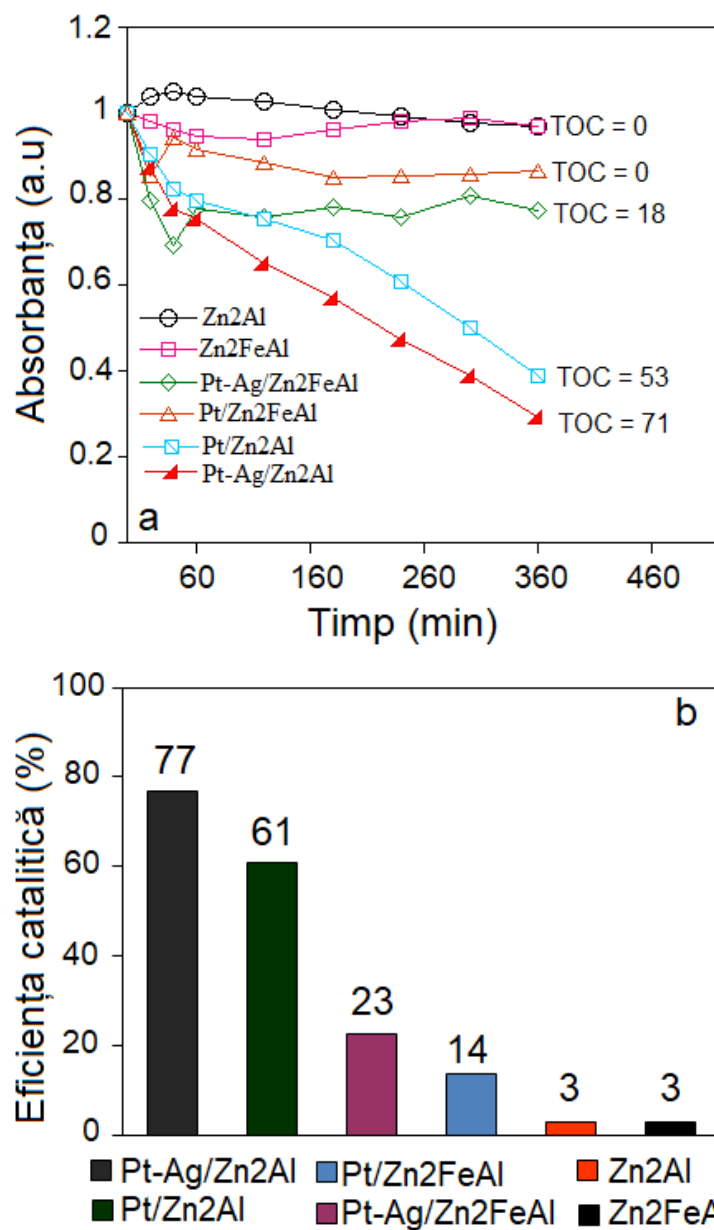 1.2
1
0.8
0.6
0.4
0.2
0
Absorbanța (a.u)
TOC = 0
TOC = 0
TOC = 18
TOC = 53
TOC = 71
Zn2Al
Zn2FeAl
Pt-Ag/Zn2FeAl
Pt/Zn2FeAl
Pt/Zn2Al
Pt-Ag/Zn2Al
a
60 160 260 360 460
Timp (min)
b
100
80
60
40
20
0
Eficiența catalitică (%)
77
61
23
14
3
3
Pt-Ag/Zn2Al Pt/Zn2FeAl Zn2Al
Pt/Zn2Al Pt-Ag/Zn2FeAl Zn2FeA